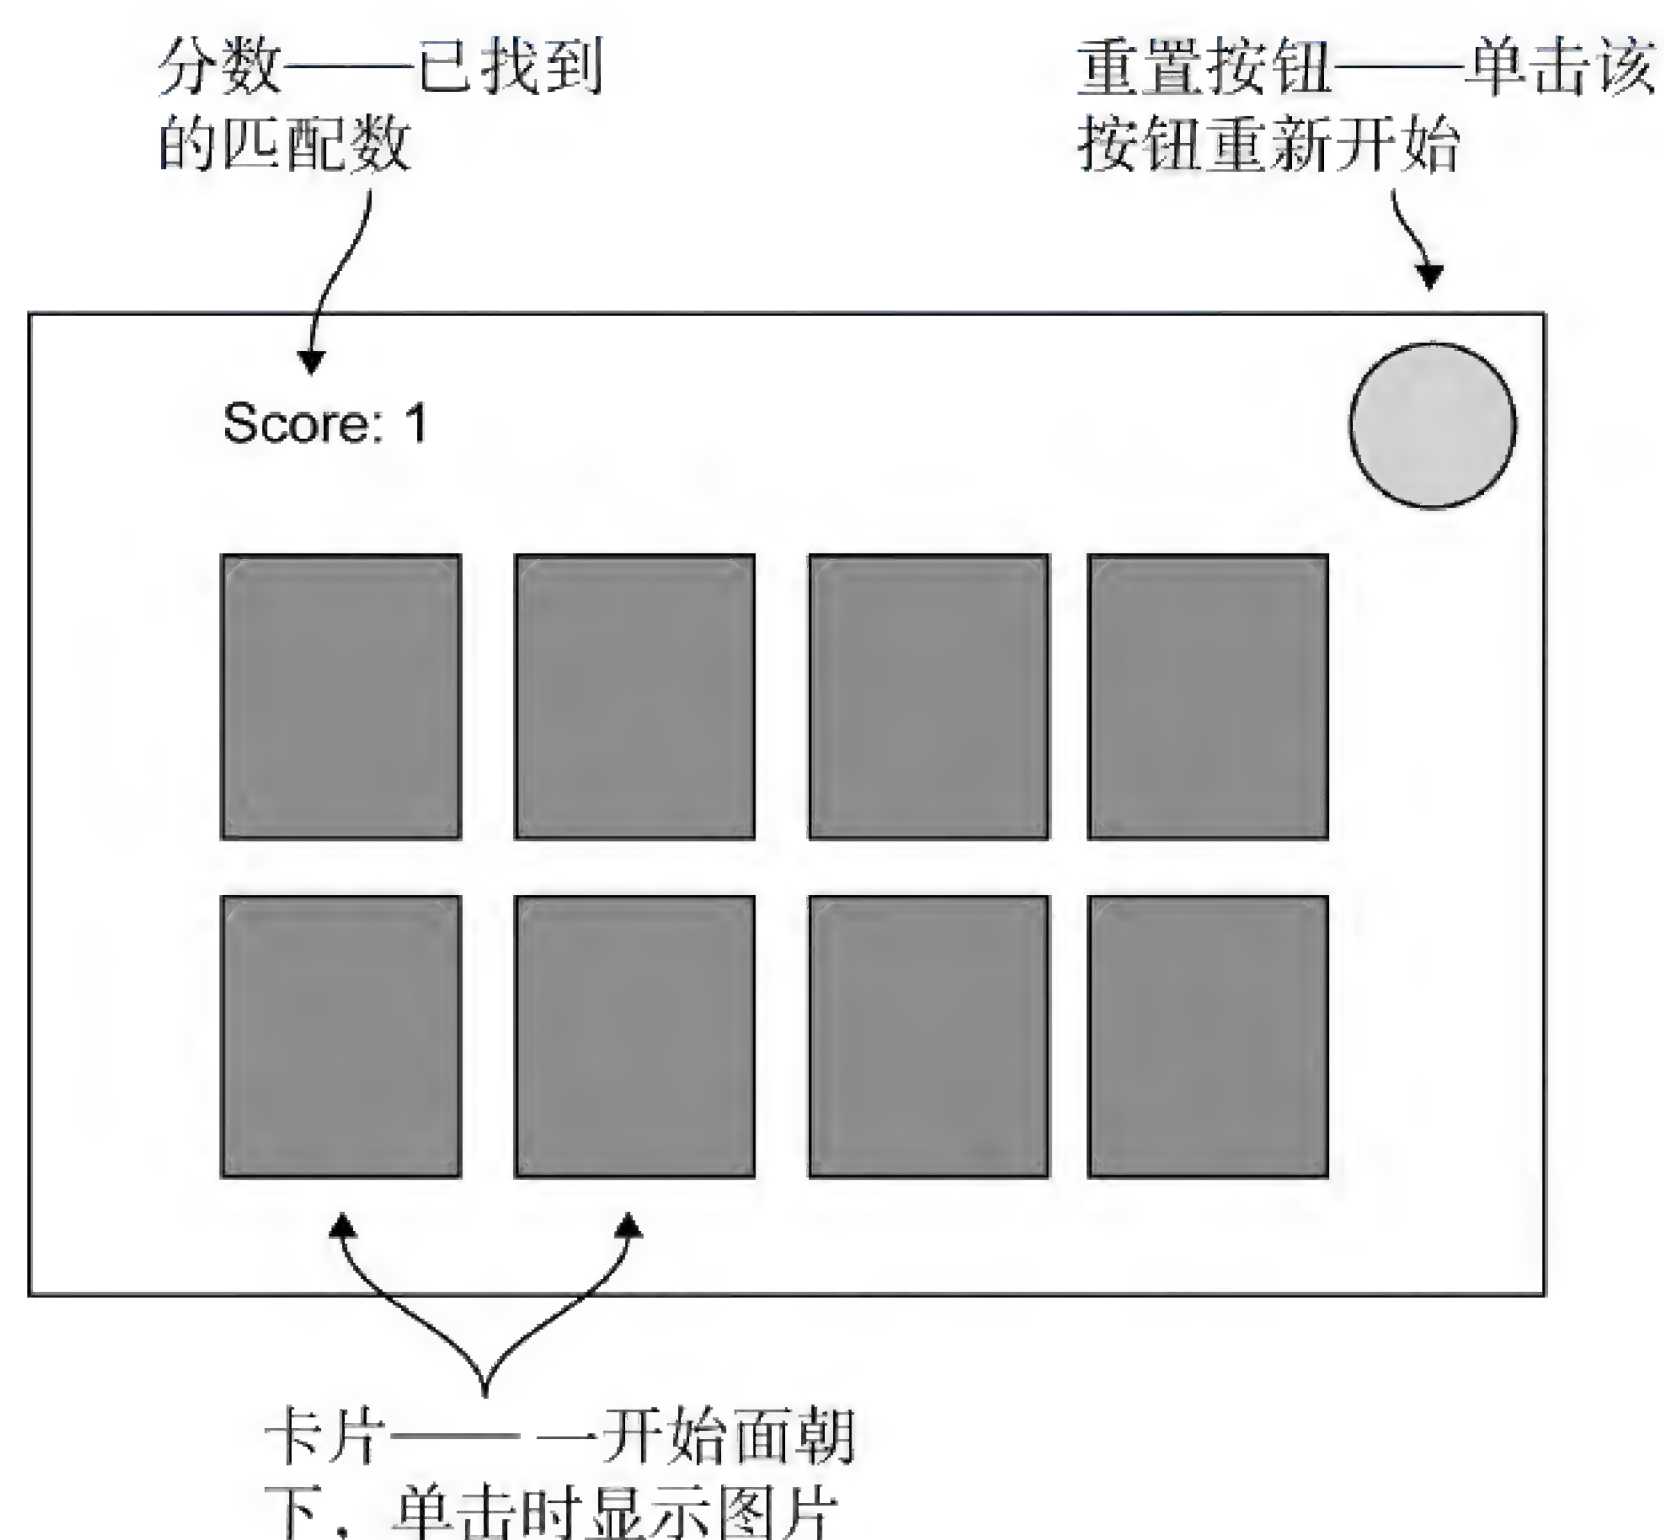 分数——已找到
的匹配数
重置按钮——单击该
按钮重新开始
Score: 1
卡片—— 一开始面朝
下，单击时显示图片